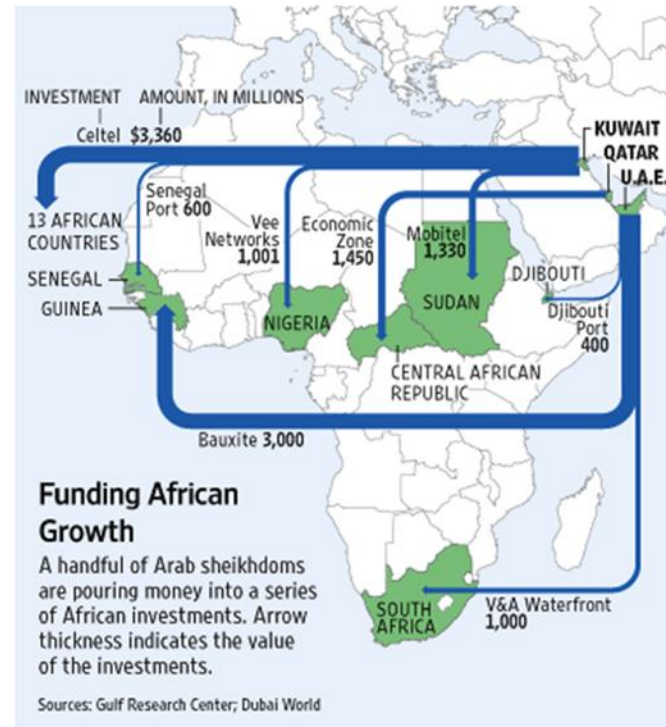 INVESTMENT AMOUNT, IN MILLIONS
Celtel $3,360
KUWAIT
QATAR
U.A.E.
13 AFRICAN
COUNTRIES
Senegal
Port 600
Vee
Networks
1,001
Economic
Zone
1,450
Mobitel
1,330
DJIBOUTI
SENEGAL
GUINEA
NIGERIA
SUDAN
Djibouti
Port
400
CENTRAL AFRICAN
REPUBLIC
Bauxite 3,000
Funding African
Growth
A handful of Arab sheikhdoms
are pouring money into a series
of African investments. Arrow
thickness indicates the value
of the investments.
SOUTH
AFRICA
V&A Waterfront
1,000
Sources: Gulf Research Center; Dubai World